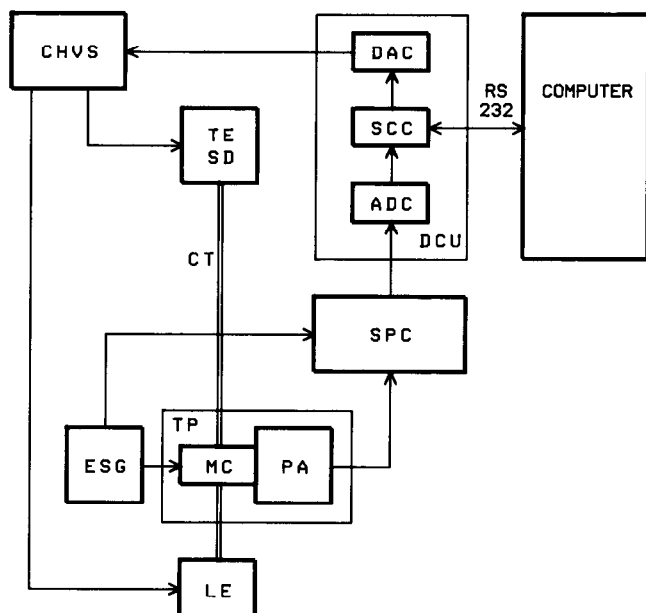 CHVS
DAC
RS
232
COMPUTER
TE
SD
SCC
ADC
DCU
CT
SPC
TP
ESG
MC
PA
LE